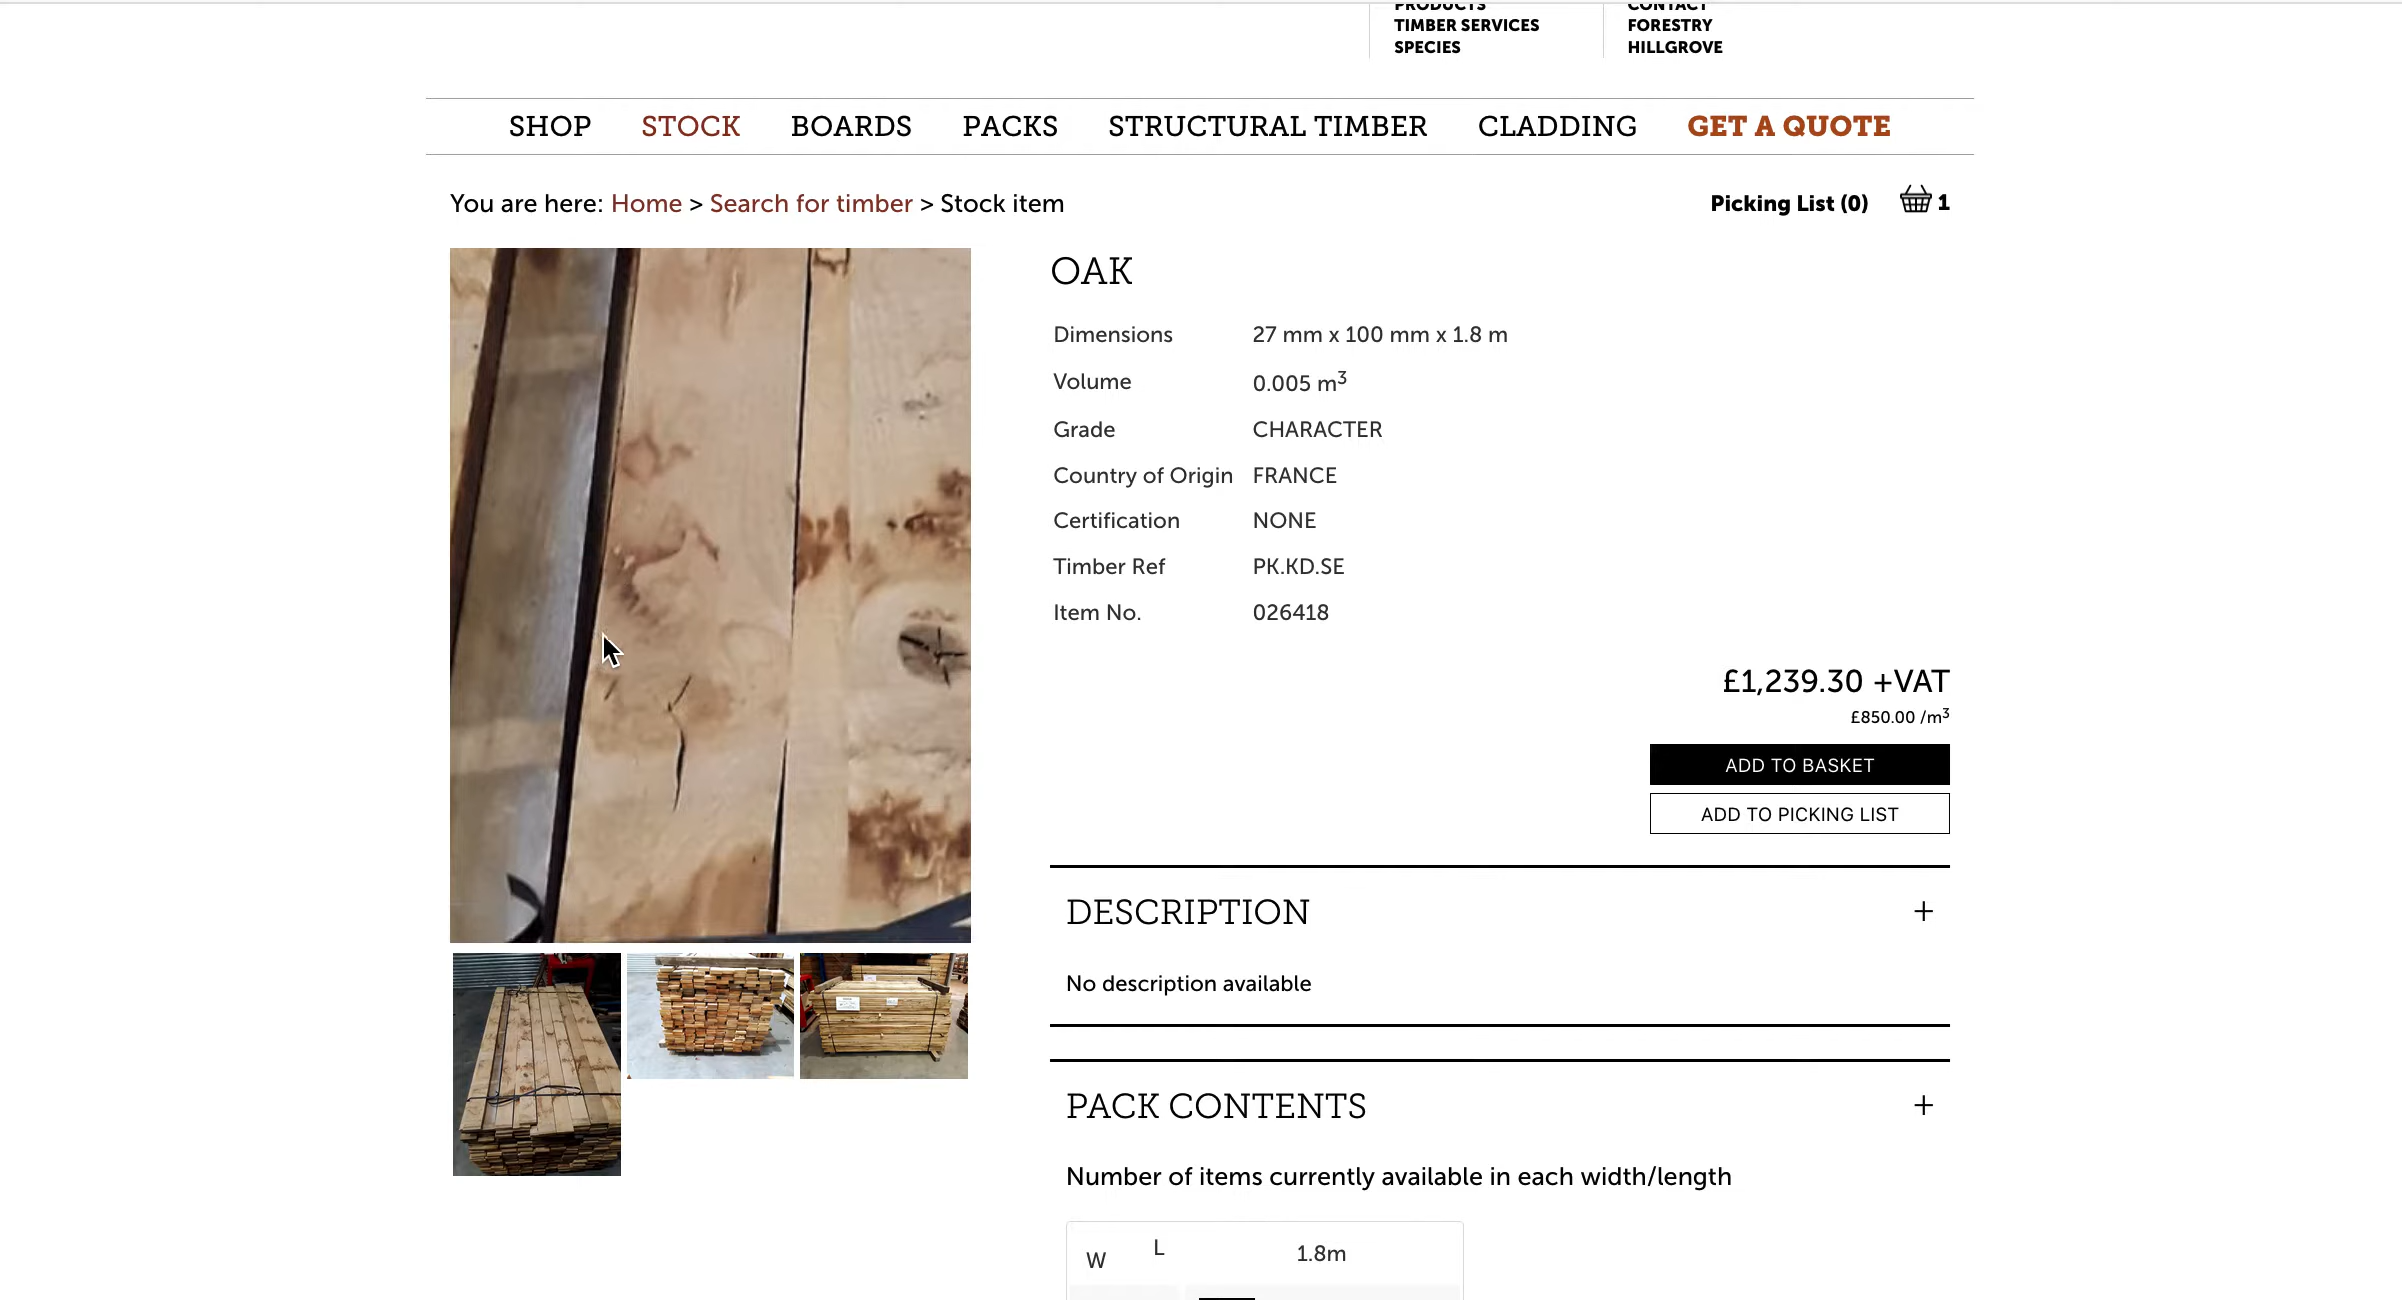 PRODUCTS
TIMBER SERVICES
SPECIES
CONTACT
FORESTRY
HILLGROVE
SHOP STOCK BOARDS PACKS STRUCTURAL TIMBER CLADDING GET A QUOTE
You are here: Home > Search for timber > Stock item
Picking List (0) 1
OAK
Dimensions 27 mm x 100 mm x 1.8 m
Volume 0.005 m³
Grade CHARACTER
Country of Origin FRANCE
Certification NONE
Timber Ref PK.KD.SE
Item No. 026418
£1,239.30 +VAT
£850.00 /m³
ADD TO BASKET
ADD TO PICKING LIST
DESCRIPTION +
No description available
PACK CONTENTS +
Number of items currently available in each width/length
W L 1.8m